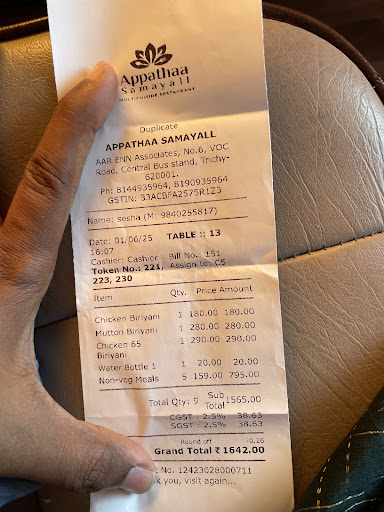 Appathaa
Samayall
MULTICUISINE RESTAURANT
Duplicate
APPATHAA SAMAYALL
AAR ENN Associates, No.6, VOC
Road, Central Bus stand, Trichy-
620001.
Ph: 8144935964, 8190935964
GSTIN: 33ACBFA2575R1Z3
Name: sesha (M: 9840255817)
Date: 01/06/25 TABLE :: 13
16:07
Cashier: Cashier Bill No.: 151
Token No.: 221, Assign to: C5
223, 230
Item Qty. Price Amount
Chicken Biriyani 1 180.00 180.00
Mutton Biriyani 1 280.00 280.00
Chicken 65 1 290.00 290.00
Biriyani
Water Bottle 1 1 20.00 20.00
Non-veg Meals 5 159.00 795.00
Total Qty: 9 Sub 1565.00
Total
CGST : 2.5% 38.63
SGST : 2.5% 38.63
Round off -0.26
Grand Total ₹ 1642.00
No. 12423028000711
k you, visit again...